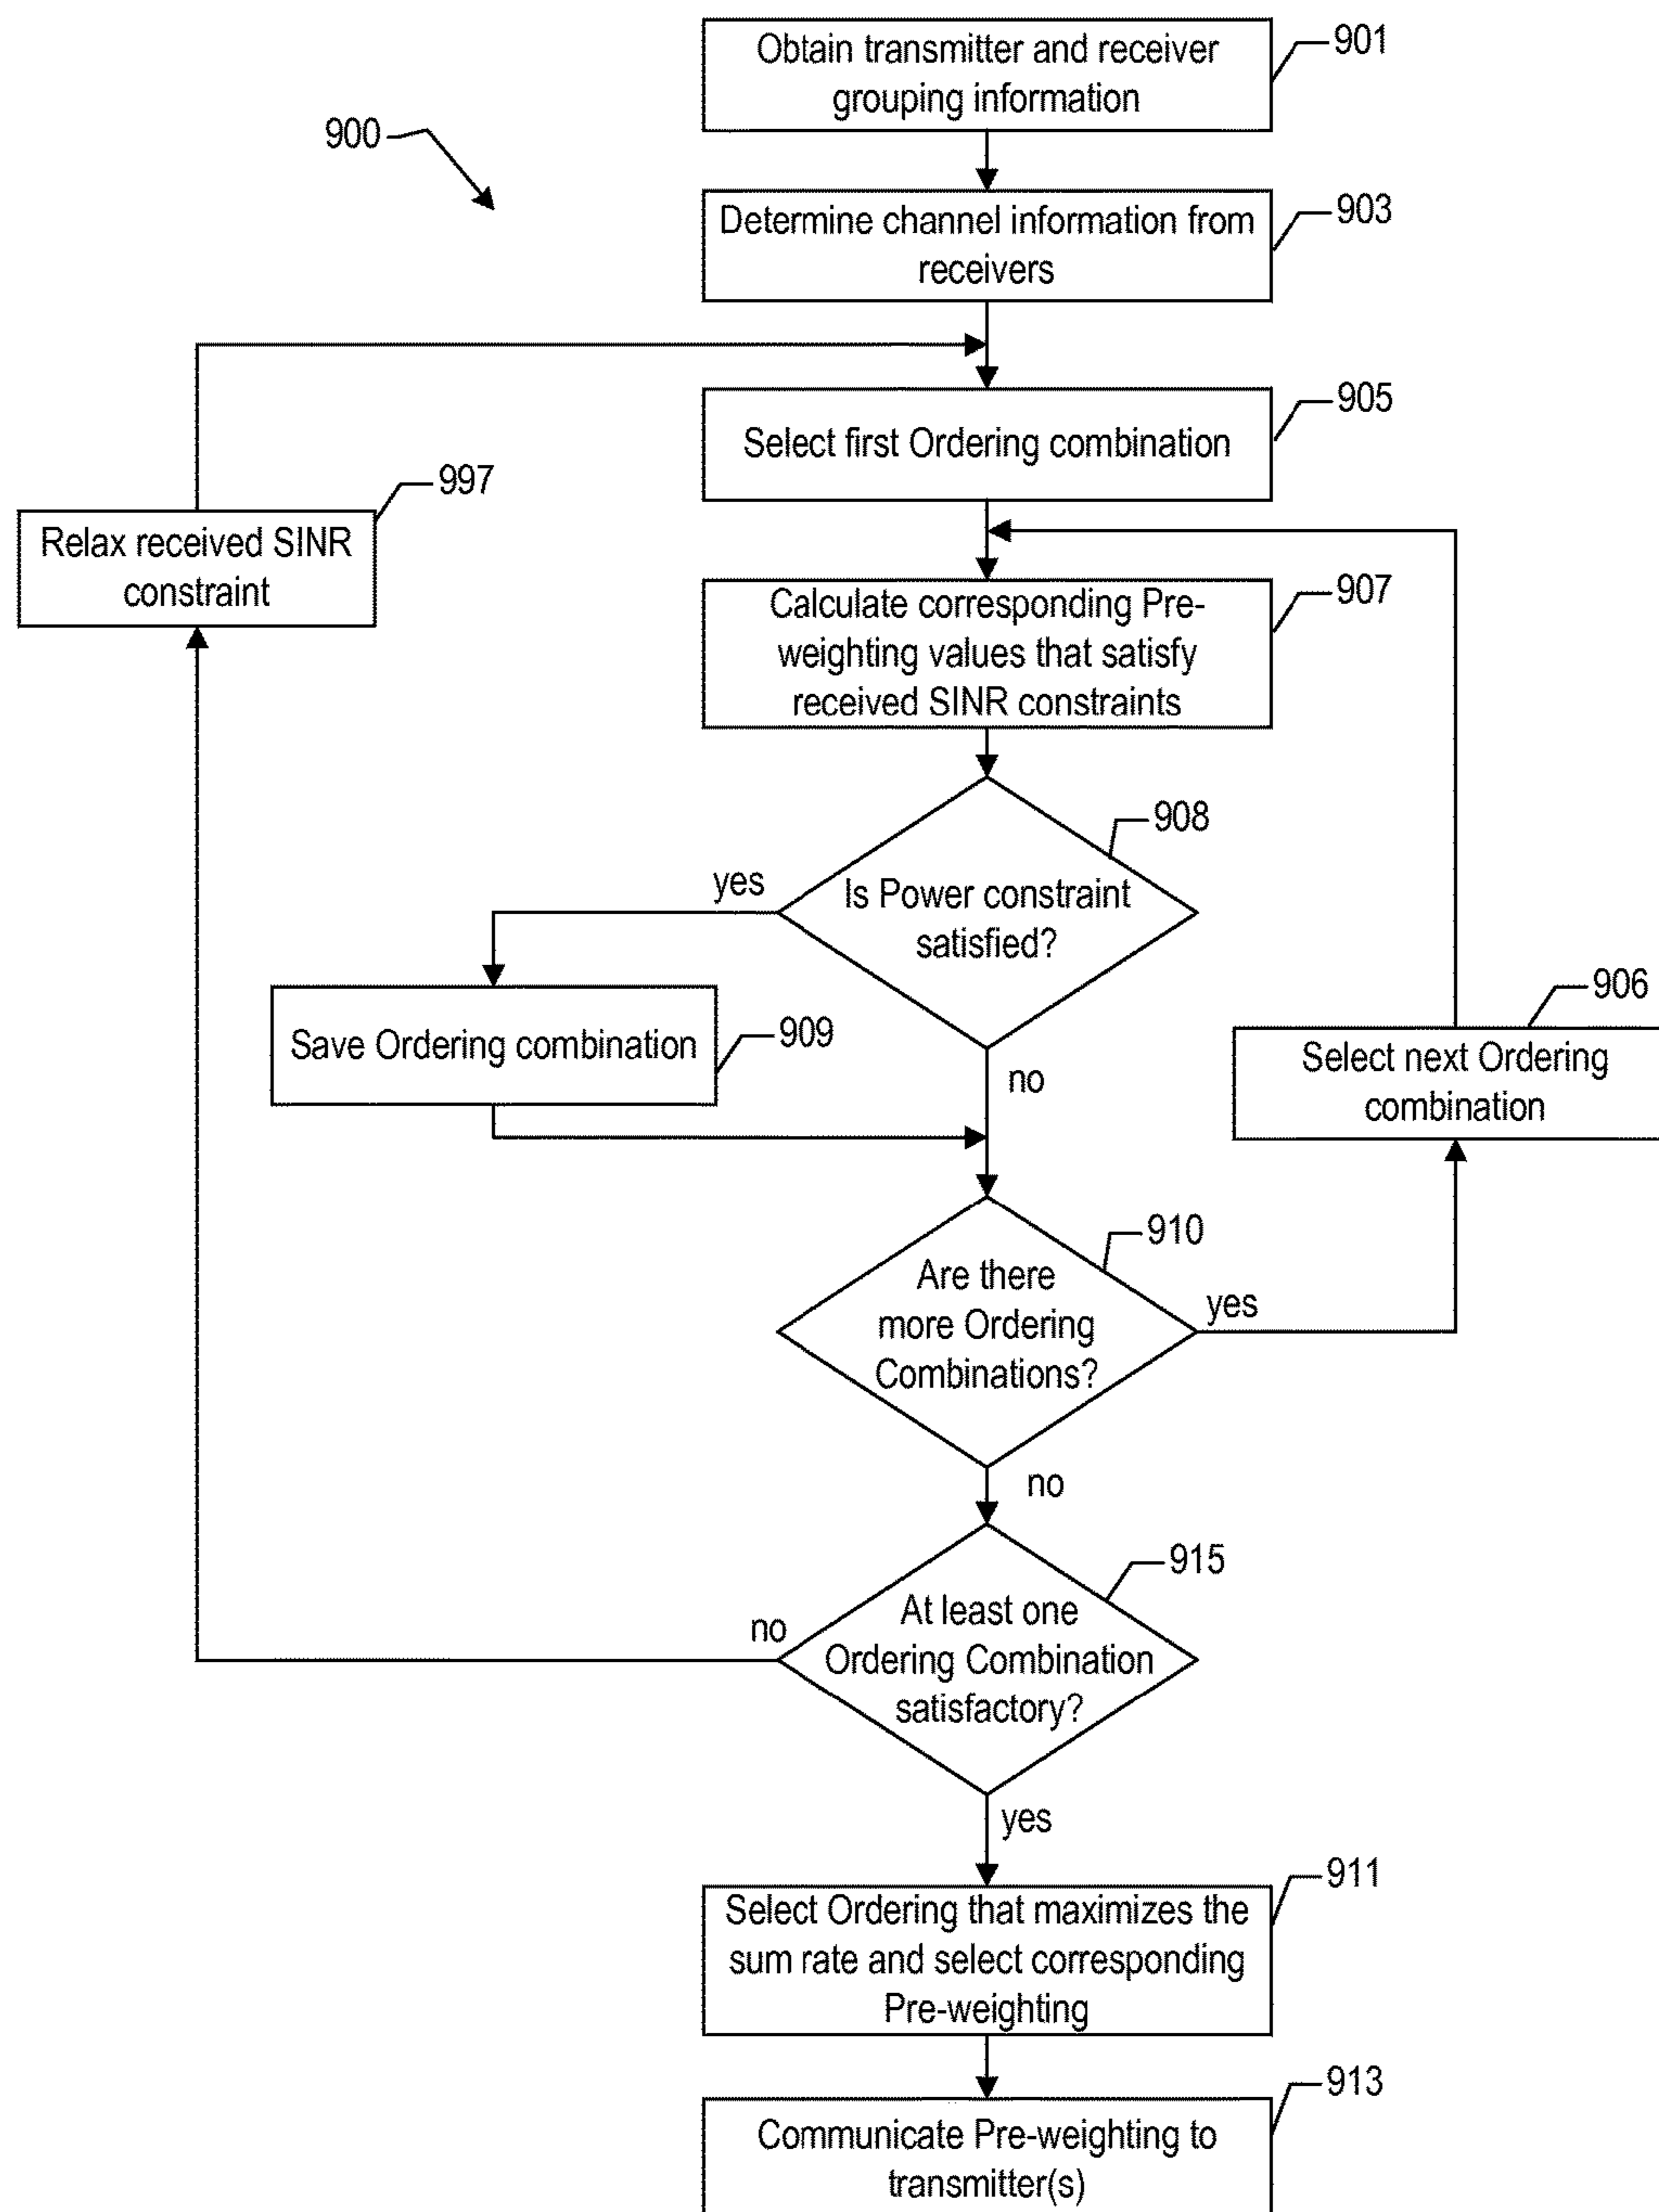 Obtain transmitter and receiver
grouping information
901
900
Determine channel information from
receivers
903
Select first Ordering combination
905
Relax received SINR
constraint
997
Calculate corresponding Pre-
weighting values that satisfy
received SINR constraints
907
Is Power constraint
satisfied?
908
yes
no
Save Ordering combination
909
Select next Ordering
combination
906
Are there
more Ordering
Combinations?
910
yes
no
At least one
Ordering Combination
satisfactory?
915
no
yes
Select Ordering that maximizes the
sum rate and select corresponding
Pre-weighting
911
Communicate Pre-weighting to
transmitter(s)
913